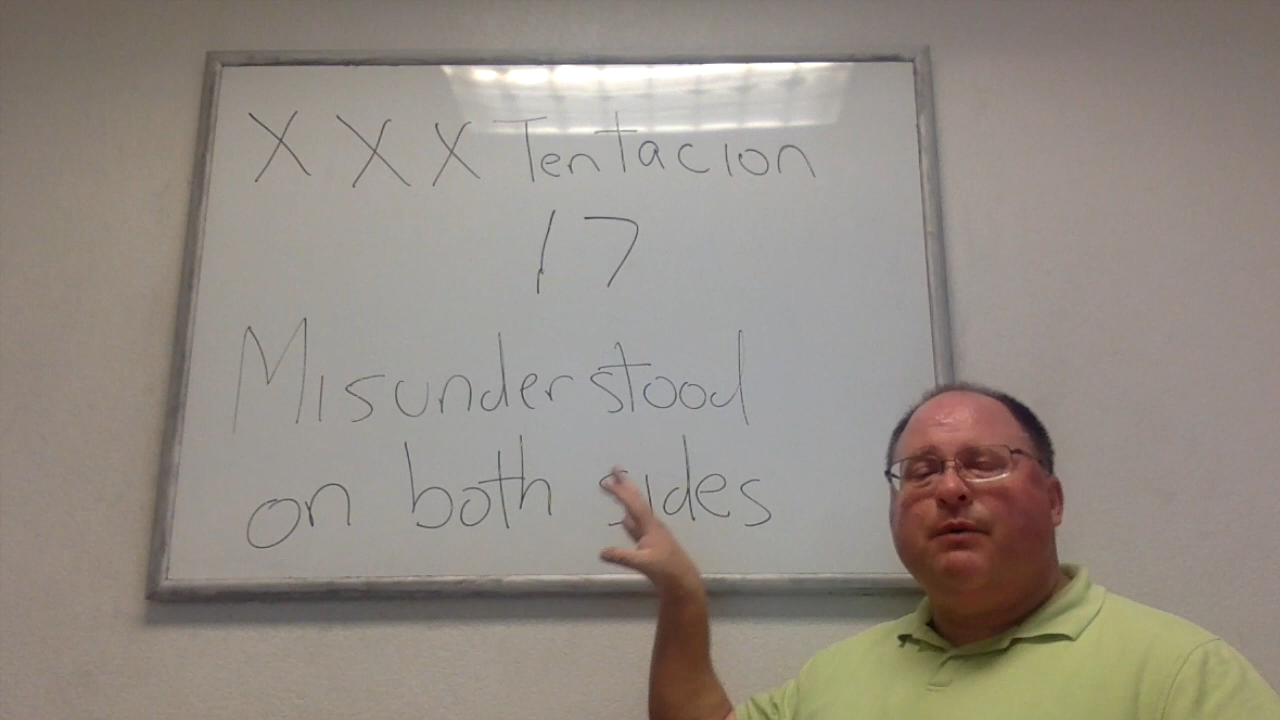 XXX Tentacion
17
Misunderstood
on both sides